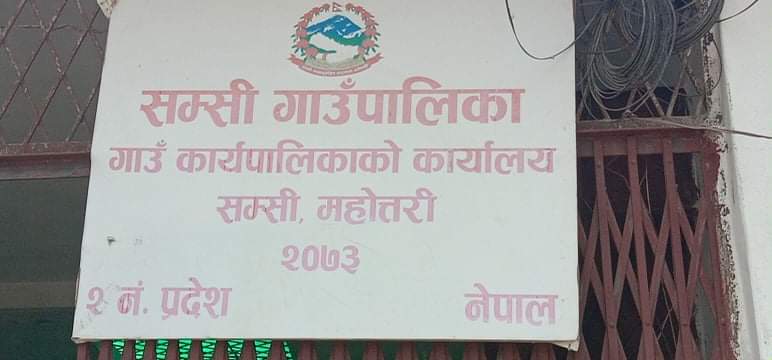 सम्सी गाउँपालिका
गाउँ कार्यपालिकाको कार्यालय
सम्सी, महोत्तरी
२०७३
२ नं. प्रदेश नेपाल